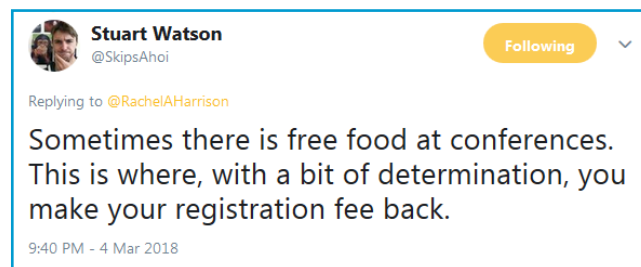 Stuart Watson
@SkipsAhoi
Following
Replying to @RachelAHarrison
Sometimes there is free food at conferences.
This is where, with a bit of determination, you
make your registration fee back.
9:40 PM - 4 Mar 2018